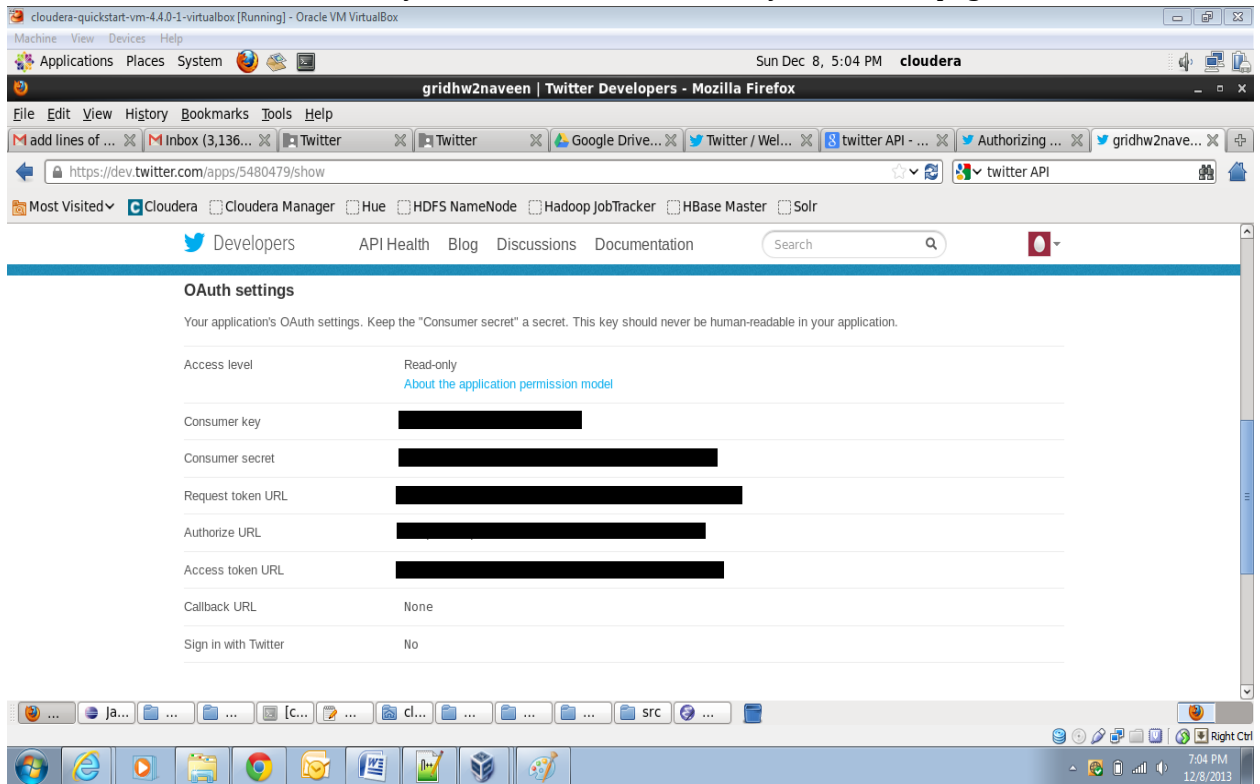 cloudera-quickstart-vm-4.4.0-1-virtualbox [Running] - Oracle VM VirtualBox
Machine View Devices Help
Applications Places System Sun Dec 8, 5:04 PM cloudera
gridhw2naveen | Twitter Developers - Mozilla Firefox
File Edit View History Bookmarks Tools Help
add lines of ... Inbox (3,136... Twitter Twitter Google Drive... Twitter / Wel... twitter API - ... Authorizing ... gridhw2nave...
https://dev.twitter.com/apps/5480479/show twitter API
Most Visited Cloudera Cloudera Manager Hue HDFS NameNode Hadoop JobTracker HBase Master Solr
Developers API Health Blog Discussions Documentation Search
OAuth settings
Your application's OAuth settings. Keep the "Consumer secret" a secret. This key should never be human-readable in your application.
Access level Read-only
About the application permission model
Consumer key
Consumer secret
Request token URL
Authorize URL
Access token URL
Callback URL None
Sign in with Twitter No
... Ja... ... ... [c... ... cl... ... ... ... src ...
Right Ctrl
7:04 PM
12/8/2013